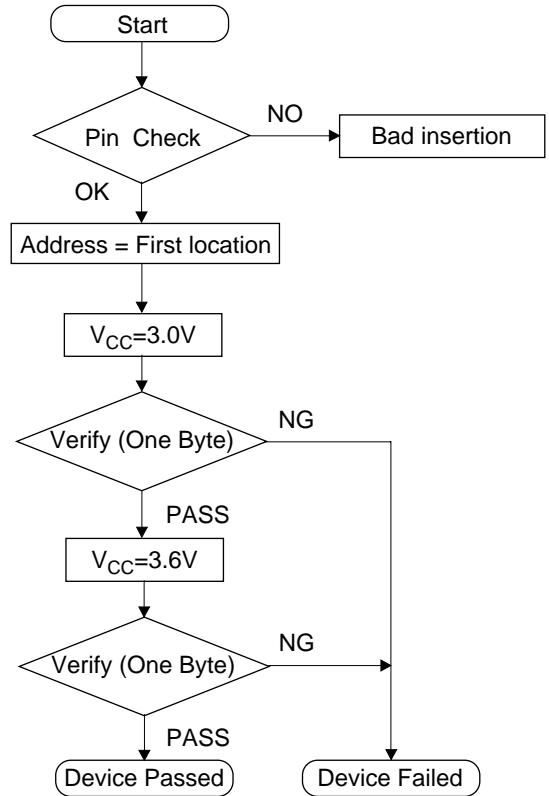 Start
Pin Check
NO
Bad insertion
OK
Address = First location
VCC=3.0V
Verify (One Byte)
NG
PASS
VCC=3.6V
Verify (One Byte)
NG
PASS
Device Passed
Device Failed